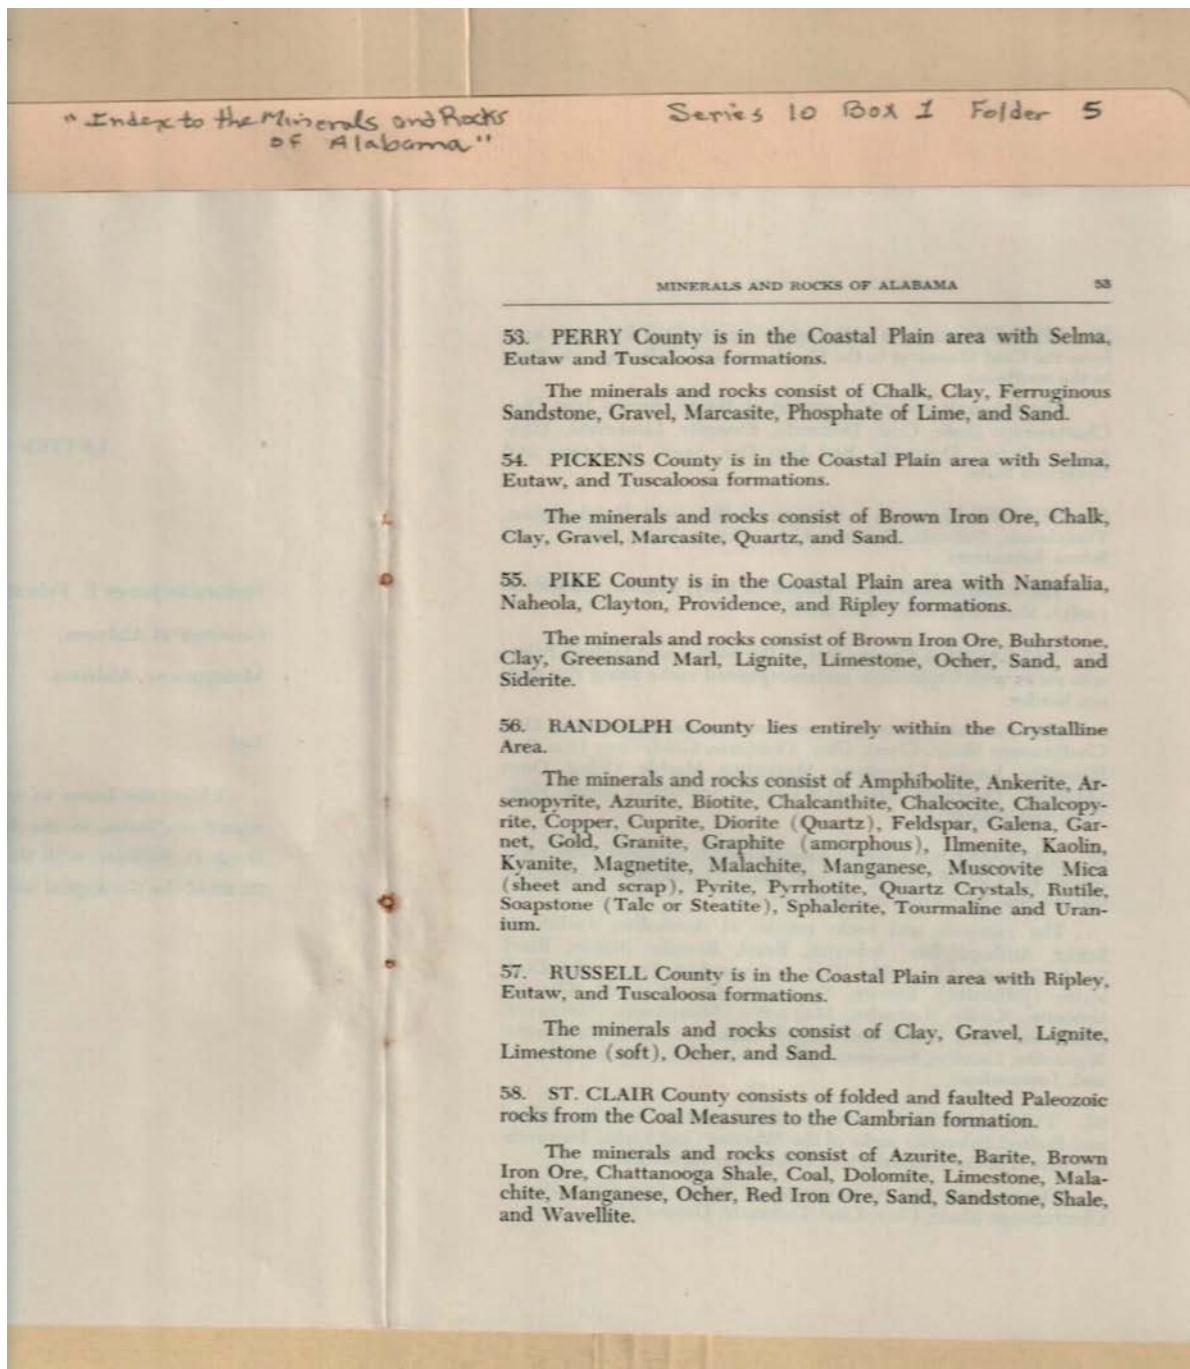 "Index to the Minerals and Rocks
of Alabama"
Series 10 Box 1 Folder 5
MINERALS AND ROCKS OF ALABAMA 53
53. PERRY County is in the Coastal Plain area with Selma,
Eutaw and Tuscaloosa formations.
The minerals and rocks consist of Chalk, Clay, Ferruginous
Sandstone, Gravel, Marcasite, Phosphate of Lime, and Sand.
54. PICKENS County is in the Coastal Plain area with Selma,
Eutaw, and Tuscaloosa formations.
The minerals and rocks consist of Brown Iron Ore, Chalk,
Clay, Gravel, Marcasite, Quartz, and Sand.
55. PIKE County is in the Coastal Plain area with Nanafalia,
Naheola, Clayton, Providence, and Ripley formations.
The minerals and rocks consist of Brown Iron Ore, Buhrstone,
Clay, Greensand Marl, Lignite, Limestone, Ocher, Sand, and
Siderite.
56. RANDOLPH County lies entirely within the Crystalline
Area.
The minerals and rocks consist of Amphibolite, Ankerite, Ar-
senopyrite, Azurite, Biotite, Chalcanthite, Chalcocite, Chalcopy-
rite, Copper, Cuprite, Diorite (Quartz), Feldspar, Galena, Gar-
net, Gold, Granite, Graphite (amorphous), Ilmenite, Kaolin,
Kyanite, Magnetite, Malachite, Manganese, Muscovite Mica
(sheet and scrap), Pyrite, Pyrrhotite, Quartz Crystals, Rutile,
Soapstone (Talc or Steatite), Sphalerite, Tourmaline and Uran-
ium.
57. RUSSELL County is in the Coastal Plain area with Ripley,
Eutaw, and Tuscaloosa formations.
The minerals and rocks consist of Clay, Gravel, Lignite,
Limestone (soft), Ocher, and Sand.
58. ST. CLAIR County consists of folded and faulted Paleozoic
rocks from the Coal Measures to the Cambrian formation.
The minerals and rocks consist of Azurite, Barite, Brown
Iron Ore, Chattanooga Shale, Coal, Dolomite, Limestone, Mala-
chite, Manganese, Ocher, Red Iron Ore, Sand, Sandstone, Shale,
and Wavellite.